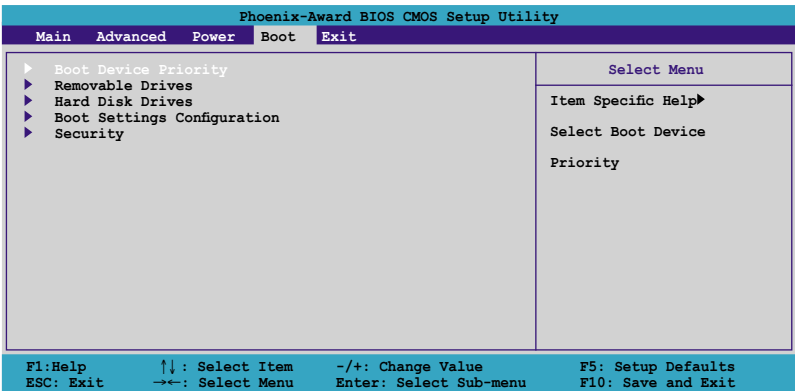 Phoenix-Award BIOS CMOS Setup Utility
Main Advanced Power Boot Exit
Boot Device Priority
Removable Drives
Hard Disk Drives
Boot Settings Configuration
Security
Select Menu
Item Specific Help
Select Boot Device
Priority
F1:Help ↑↓ : Select Item -/+: Change Value F5: Setup Defaults
ESC: Exit →←: Select Menu Enter: Select Sub-menu F10: Save and Exit